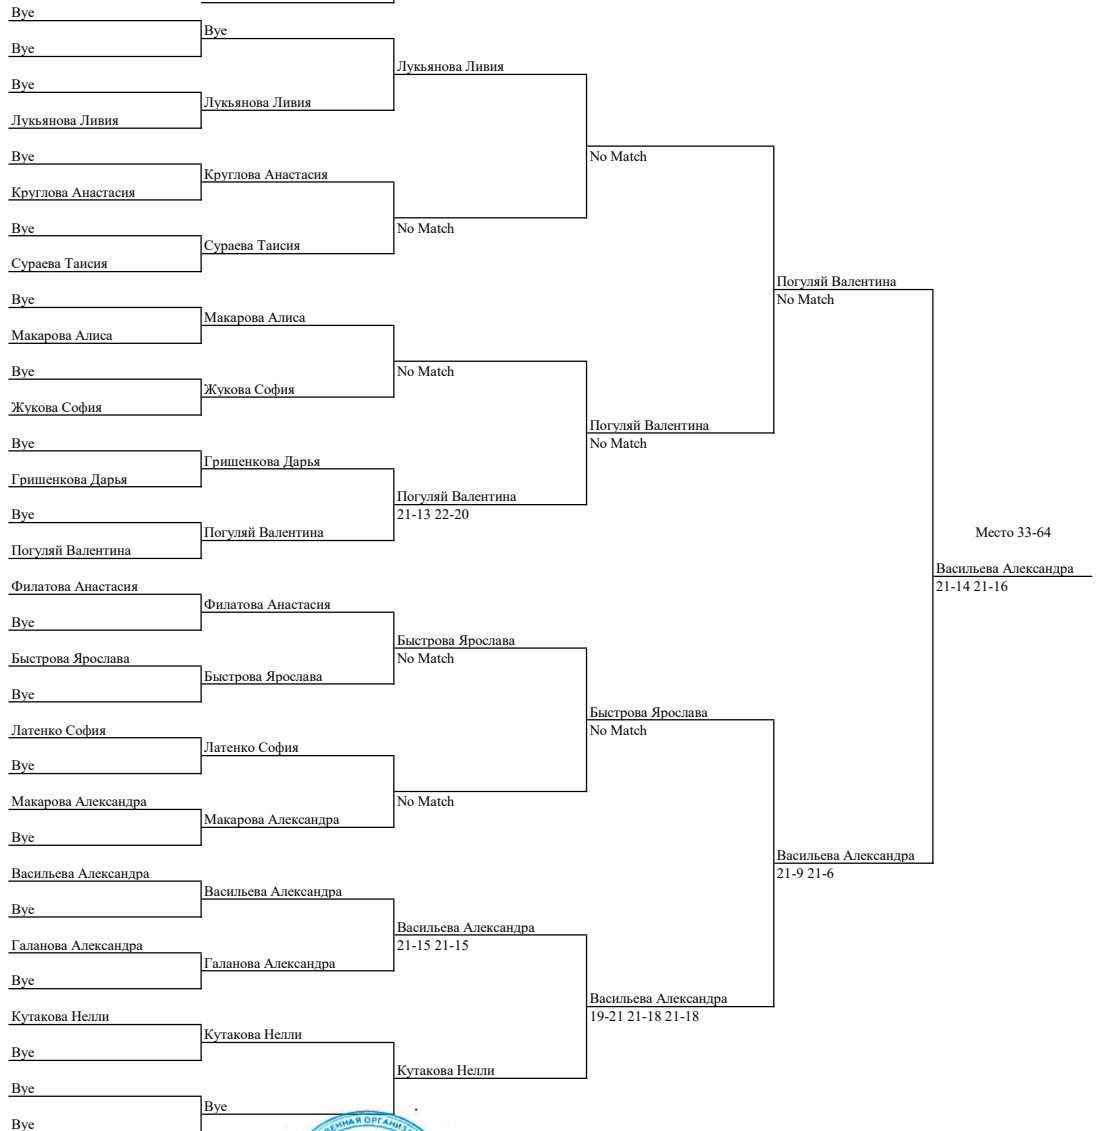 Bye
Bye
Bye
Лукьянова Ливия
Bye
Лукьянова Ливия
Bye
Лукьянова Ливия
No Match
Bye
Круглова Анастасия
Круглова Анастасия
No Match
Bye
Сураева Таисия
Сураева Таисия
Погуляй Валентина
No Match
Bye
Макарова Алиса
Макарова Алиса
No Match
Bye
Жукова София
Жукова София
Погуляй Валентина
No Match
Bye
Гришенкова Дарья
Гришенкова Дарья
Погуляй Валентина
21-13 22-20
Bye
Погуляй Валентина
Место 33-64
Погуляй Валентина
Васильева Александра
21-14 21-16
Филатова Анастасия
Филатова Анастасия
Bye
Быстрова Ярослава
No Match
Быстрова Ярослава
Быстрова Ярослава
Bye
Быстрова Ярослава
No Match
Латенко София
Латенко София
Bye
No Match
Макарова Александра
Макарова Александра
Bye
Васильева Александра
21-9 21-6
Васильева Александра
Васильева Александра
Bye
Васильева Александра
21-15 21-15
Галанова Александра
Галанова Александра
Bye
Васильева Александра
19-21 21-18 21-18
Кутакова Нелли
Кутакова Нелли
Bye
Кутакова Нелли
Bye
Bye
Bye